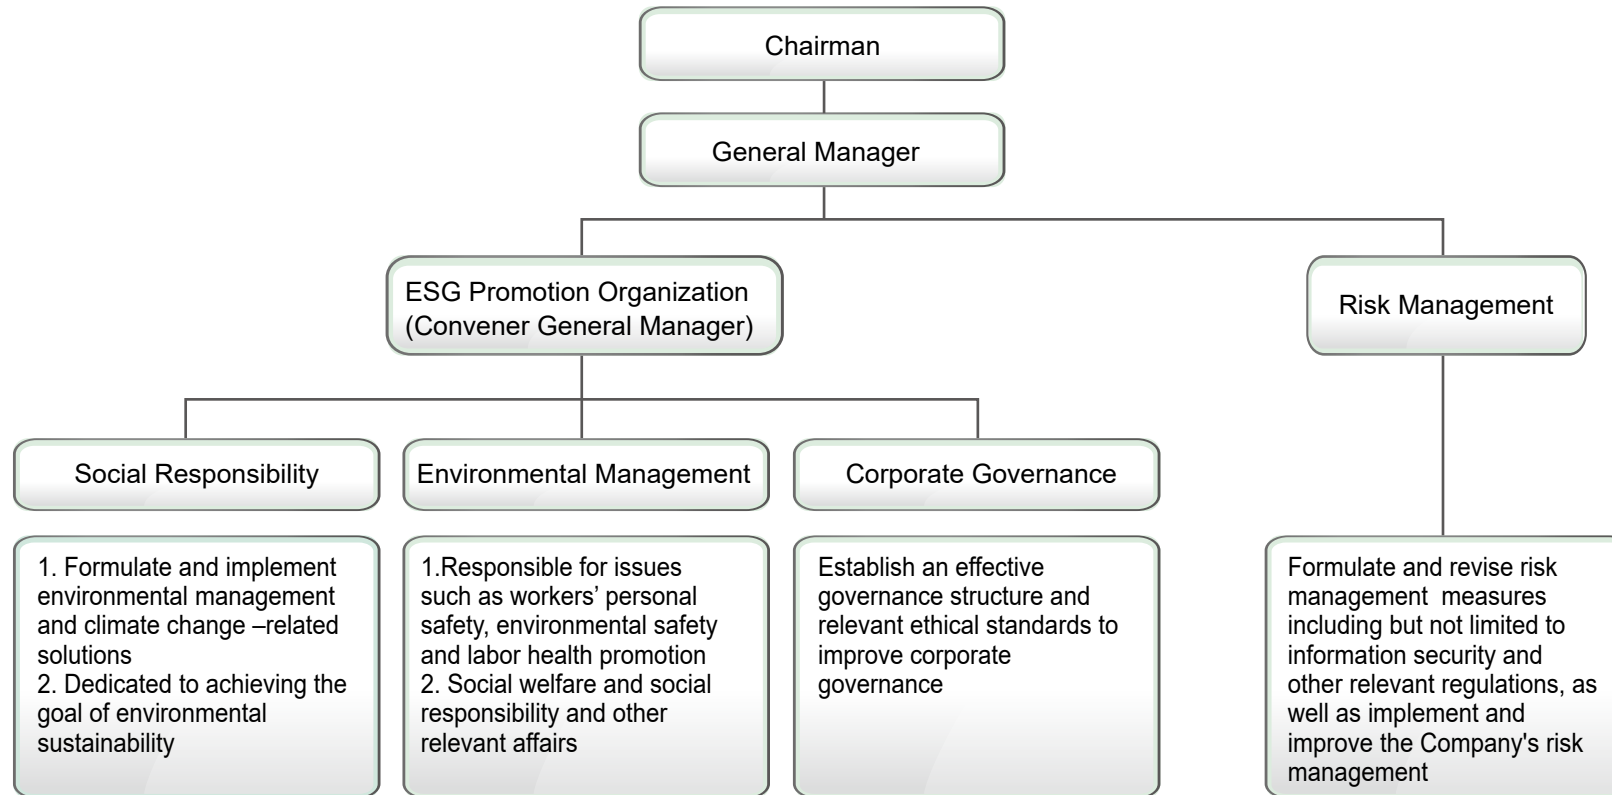 Chairman
General Manager
ESG Promotion Organization
(Convener General Manager)
Risk Management
Social Responsibility
Environmental Management
Corporate Governance
1. Formulate and implement
environmental management
and climate change –related
solutions
2. Dedicated to achieving the
goal of environmental
sustainability
1.Responsible for issues
such as workers’ personal
safety, environmental safety
and labor health promotion
2. Social welfare and social
responsibility and other
relevant affairs
Establish an effective
governance structure and
relevant ethical standards to
improve corporate
governance
Formulate and revise risk
management  measures
including but not limited to
information security and
other relevant regulations, as
well as implement and
improve the Company's risk
management